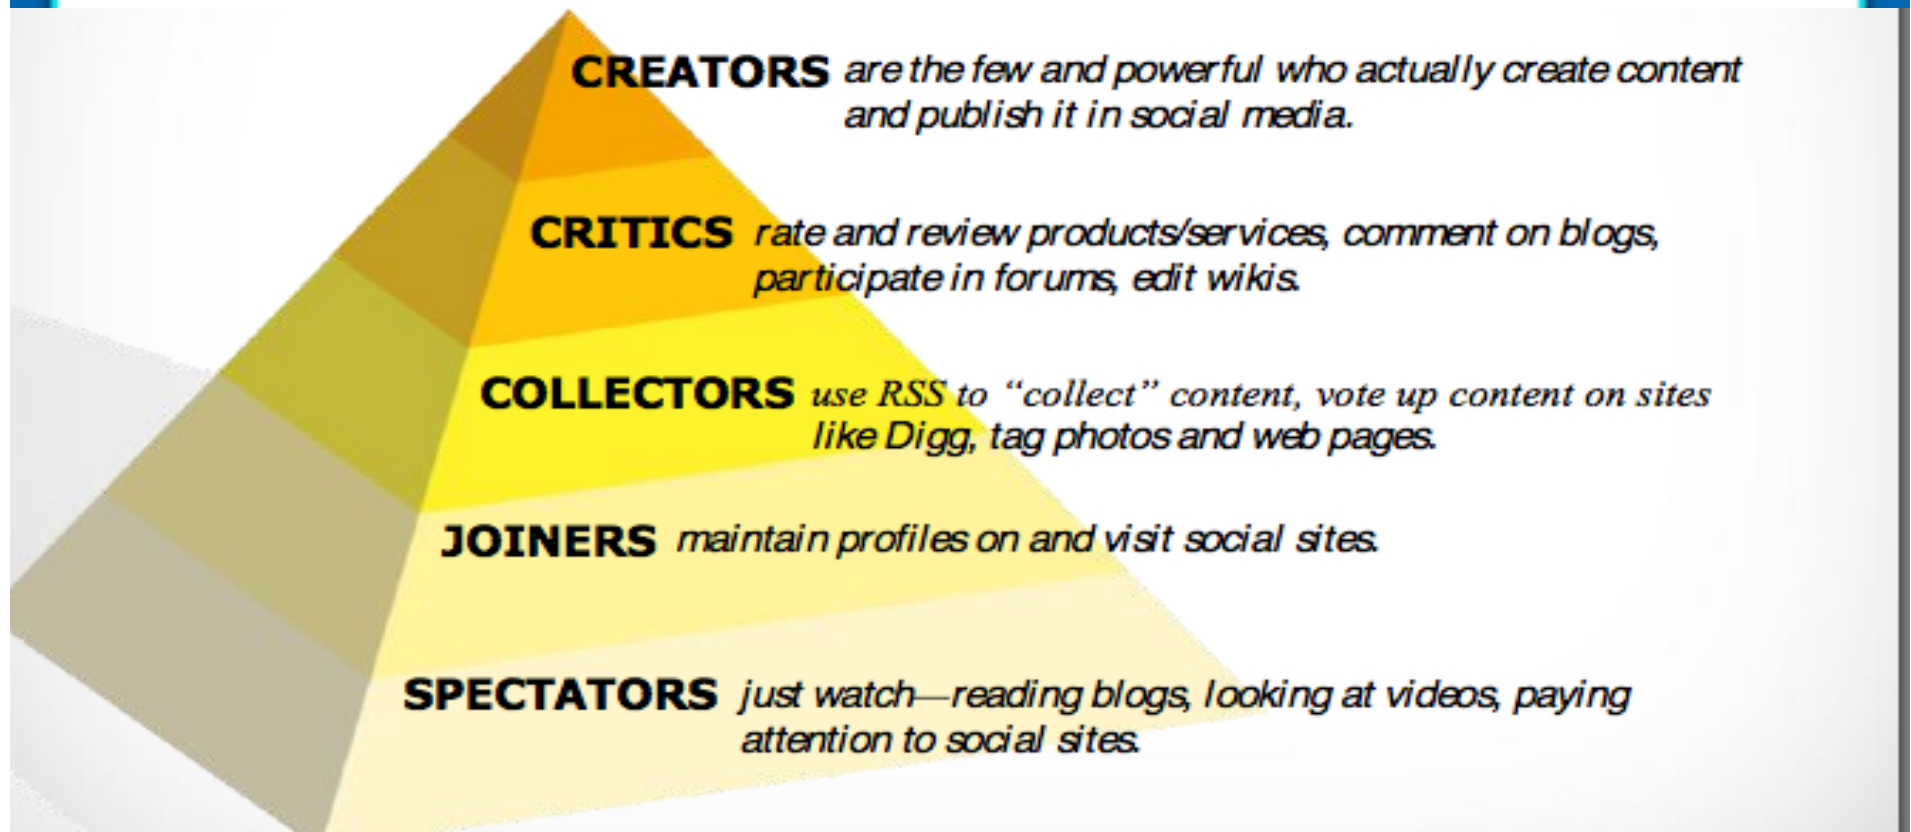 CREATORS are the few and powerful who actually create content
and publish it in social media.
CRITICS rate and review products/services, comment on blogs,
participate in forums, edit wikis.
COLLECTORS use RSS to “collect” content, vote up content on sites
like Digg, tag photos and web pages.
JOINERS maintain profiles on and visit social sites.
SPECTATORS just watch—reading blogs, looking at videos, paying
attention to social sites.